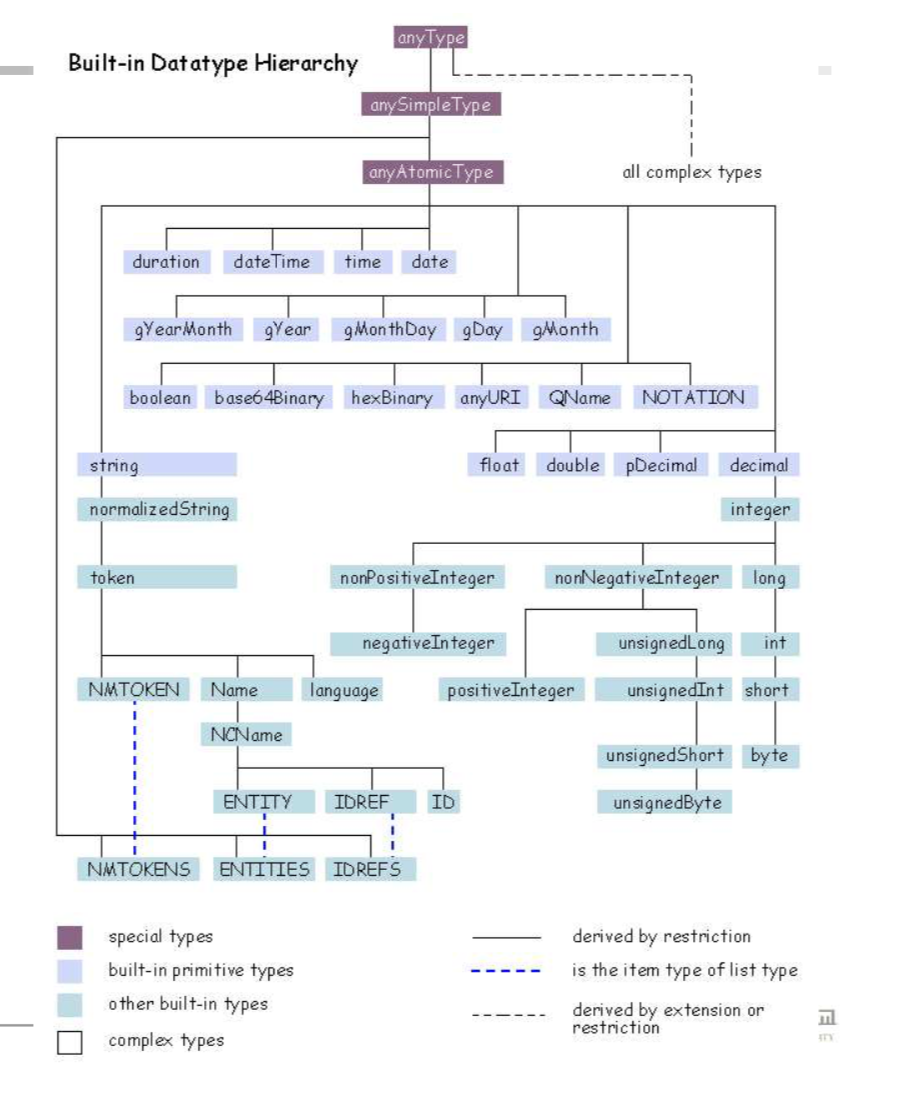 anyType
Built-in Datatype Hierarchy
anySimpleType
anyAtomicType
all complex types
duration dateTime time date
gYearMonth gYear gMonthDay gDay gMonth
boolean base64Binary hexBinary anyURI QName NOTATION
string float double pDecimal decimal
normalizedString integer
token nonPositiveInteger nonNegativeInteger long
negativeInteger unsignedLong int
NMTOKEN Name language positiveInteger unsignedInt short
NCName
unsignedShort byte
ENTITY IDREF ID unsignedByte
NMTOKENS ENTITIES IDREFS
special types derived by restriction
built-in primitive types is the item type of list type
other built-in types derived by extension or
restriction
complex types